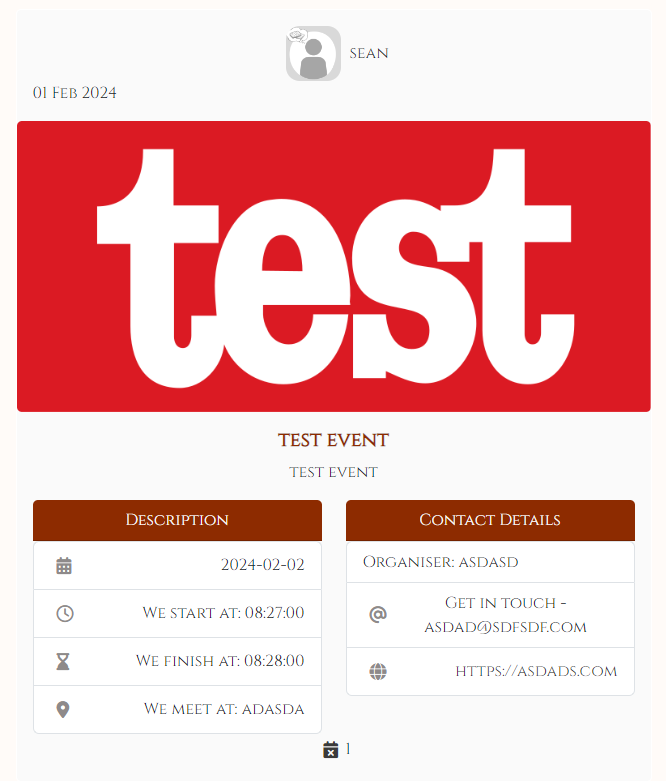 SEAN
01 FEB 2024
test
TEST EVENT
TEST EVENT
DESCRIPTION
2024-02-02
WE START AT: 08:27:00
WE FINISH AT: 08:28:00
WE MEET AT: ADASDA
CONTACT DETAILS
ORGANISER: ASDASD
GET IN TOUCH -
ASDAD@SDFSDF.COM
HTTPS://ASDADS.COM
1